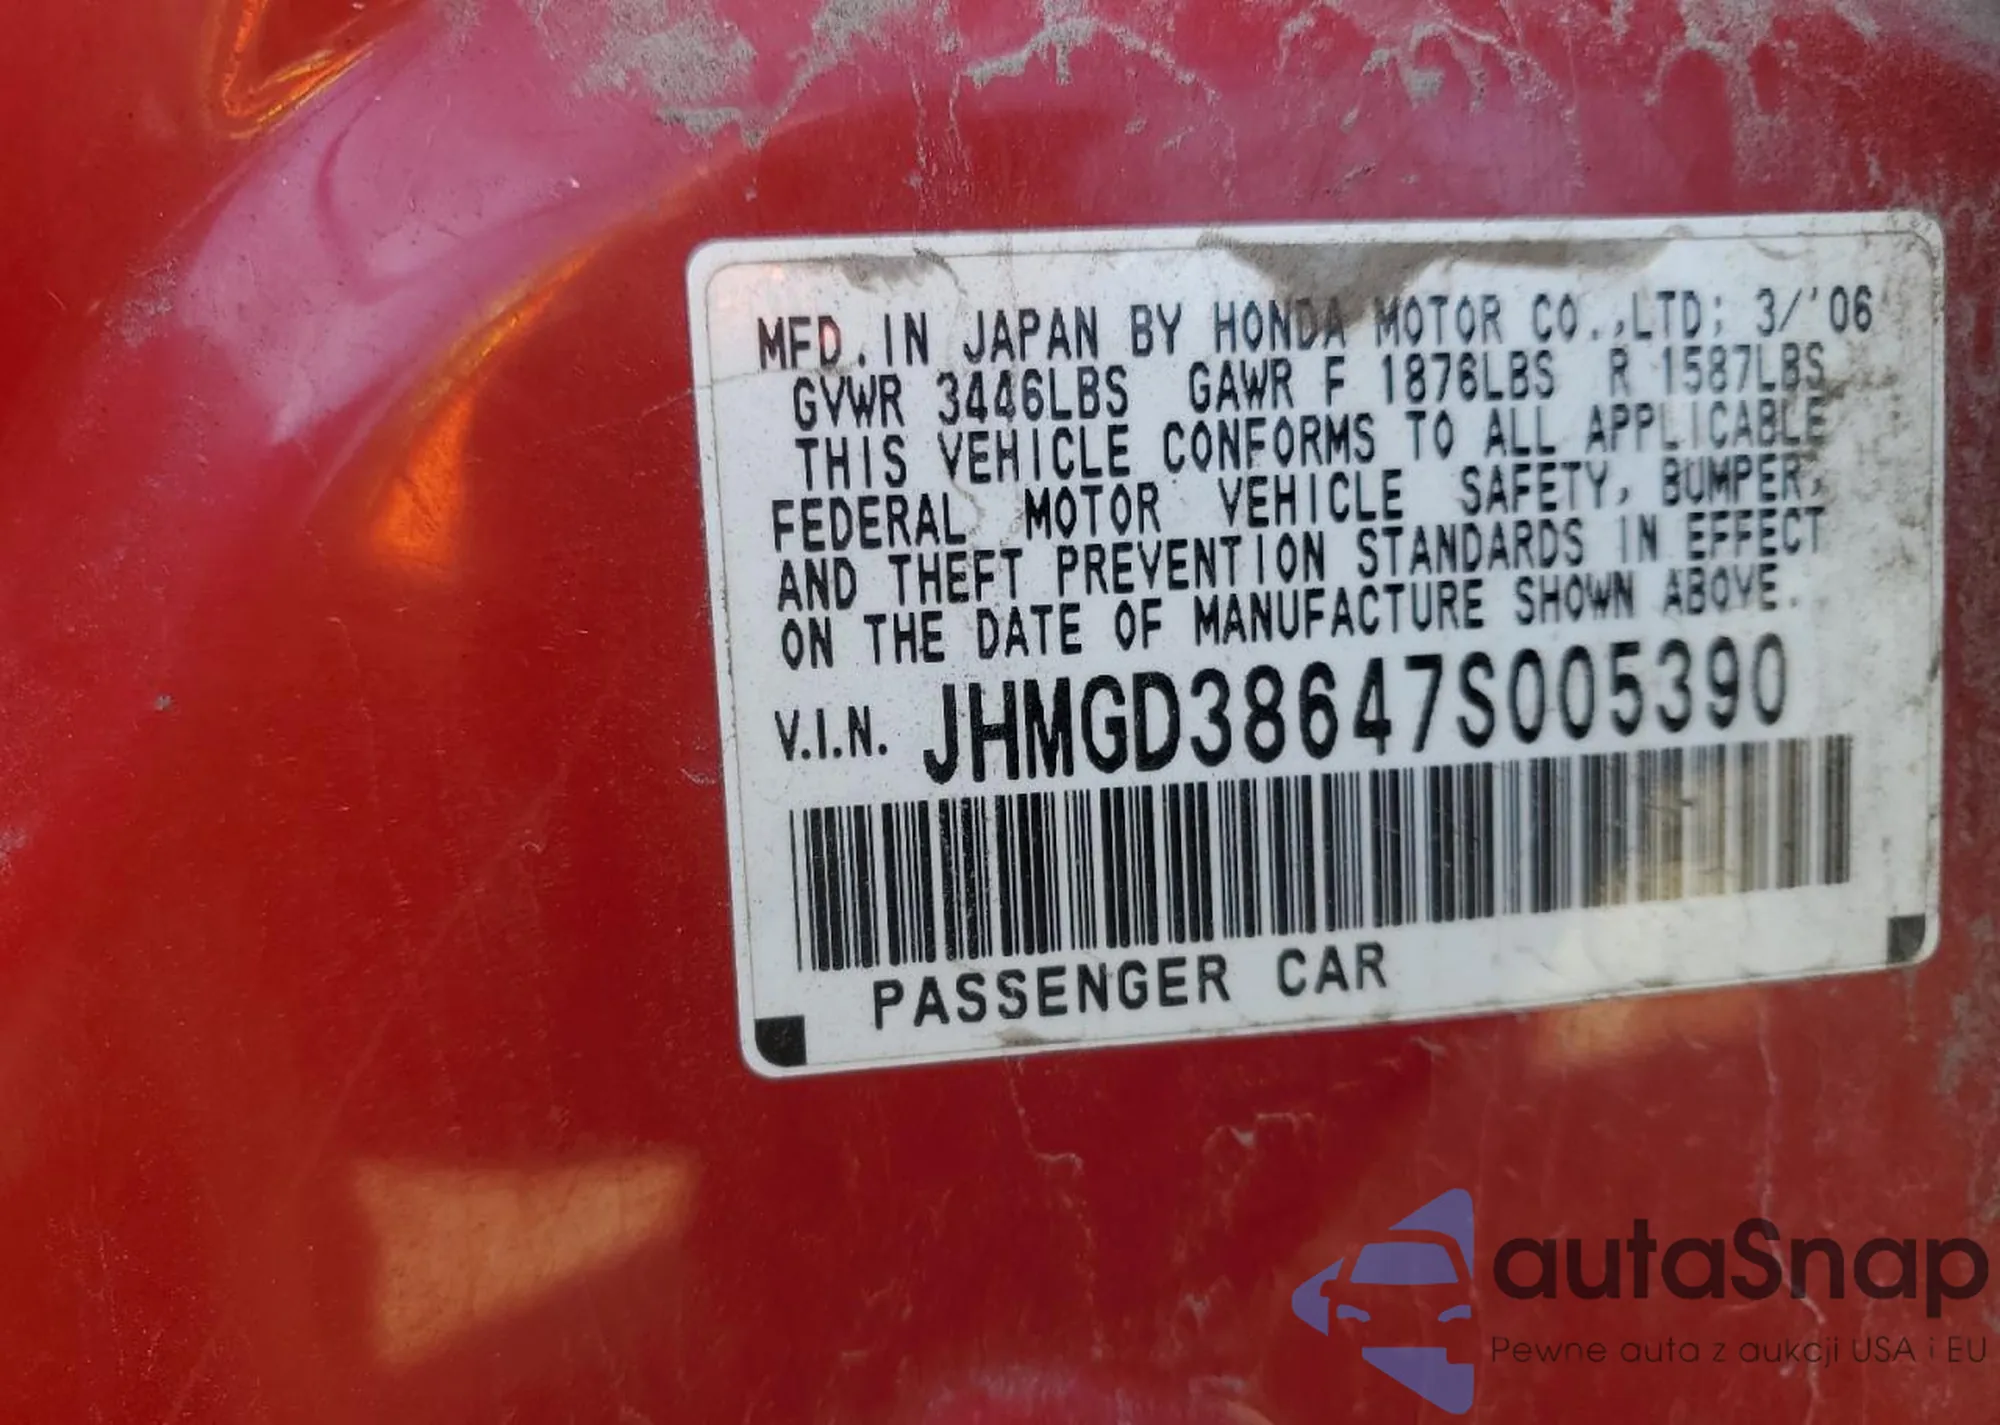 MFD.IN JAPAN BY HONDA MOTOR CO.,LTD; 3/'06
GVWR 3446LBS GAWR F 1876LBS R 1587LBS
THIS VEHICLE CONFORMS TO ALL APPLICABLE
FEDERAL MOTOR VEHICLE SAFETY, BUMPER,
AND THEFT PREVENTION STANDARDS IN EFFECT
ON THE DATE OF MANUFACTURE SHOWN ABOVE.
V.I.N. JHMGD38647S005390
PASSENGER CAR
autaSnap
Pewne auta z aukcji USA i EU